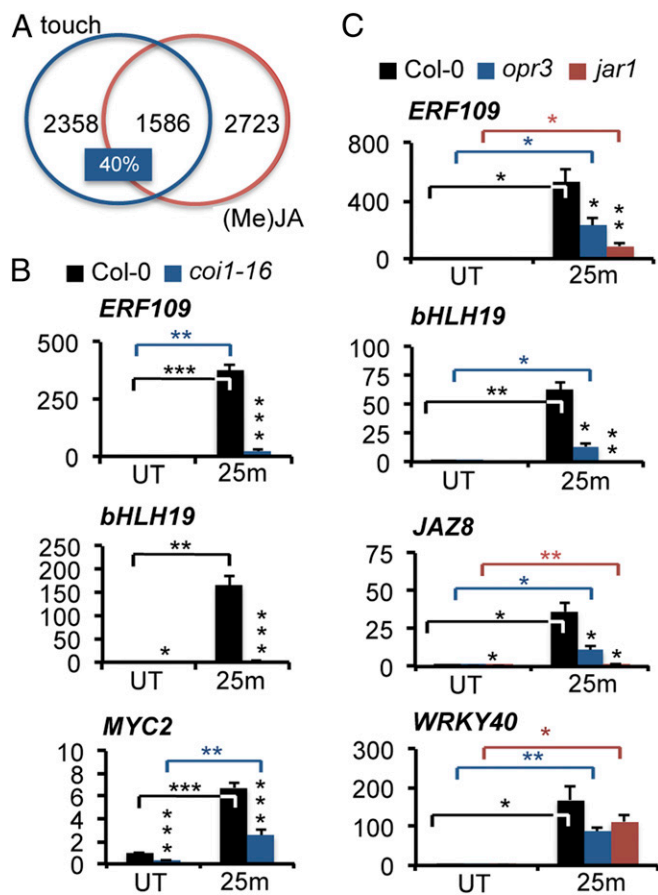 A
touch
2358
1586
2723
40%
(Me)JA
B
Col-0 coi1-16
ERF109
500
250
0
**
***
***
UT
25m
bHLH19
250
200
150
100
50
0
**
*
***
UT
25m
MYC2
10
8
6
4
2
0
**
***
***
***
UT
25m
C
Col-0 opr3 jar1
ERF109
800
400
0
*
*
*
*
**
UT
25m
bHLH19
100
75
50
25
0
*
**
*
**
UT
25m
JAZ8
75
50
25
0
**
*
*
*
*
*
UT
25m
WRKY40
300
200
100
0
*
**
*
UT
25m